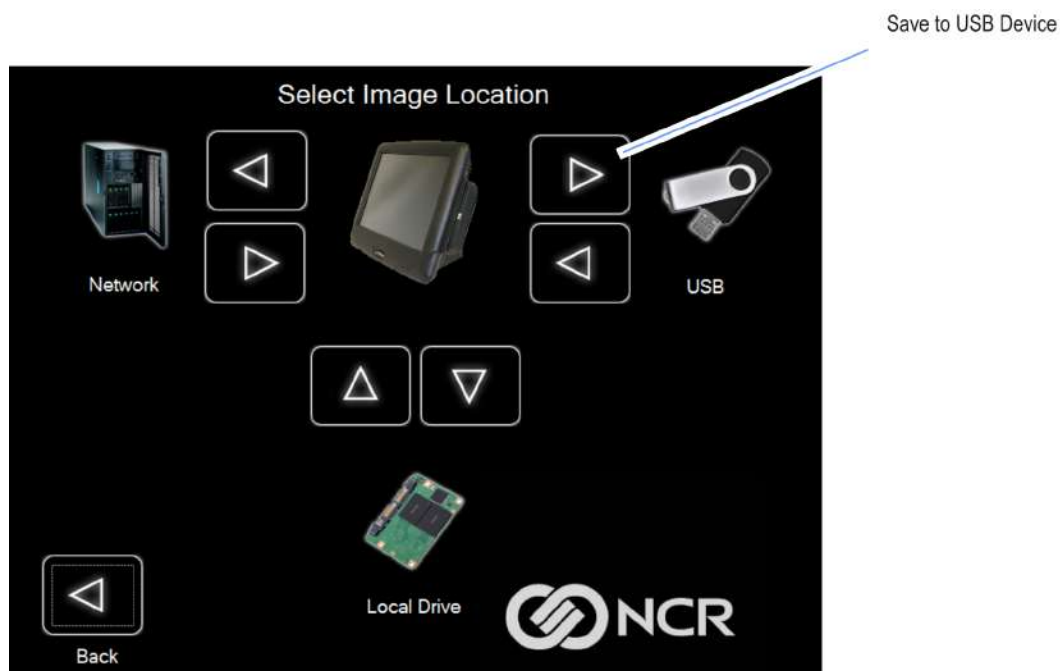 Save to USB Device
Select Image Location
Network
USB
Local Drive
NCR
Back